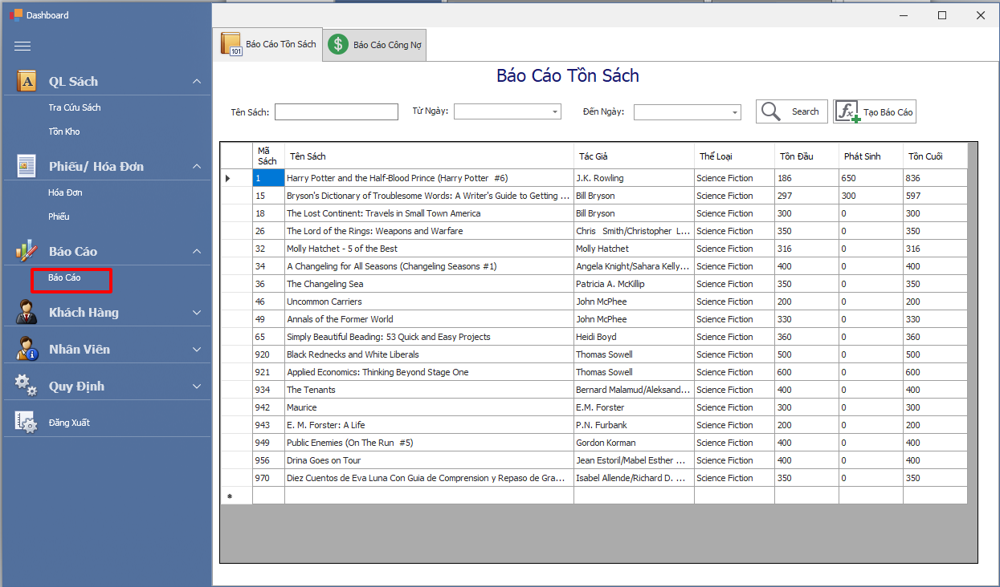 Dashboard
QL Sách
Tra Cứu Sách
Tồn Kho
Phiếu/ Hóa Đơn
Hóa Đơn
Phiếu
Báo Cáo
Báo Cáo
Khách Hàng
Nhân Viên
Quy Định
Đăng Xuất
101 Báo Cáo Tồn Sách $ Báo Cáo Công Nợ
Báo Cáo Tồn Sách
Tên Sách: Từ Ngày: Đến Ngày: Search fx Tạo Báo Cáo
Mã Sách Tên Sách Tác Giả Thể Loại Tồn Đầu Phát Sinh Tồn Cuối
1 Harry Potter and the Half-Blood Prince (Harry Potter #6) J.K. Rowling Science Fiction 186 650 836
15 Bryson's Dictionary of Troublesome Words: A Writer's Guide to Getting ... Bill Bryson Science Fiction 297 300 597
18 The Lost Continent: Travels in Small Town America Bill Bryson Science Fiction 300 0 300
26 The Lord of the Rings: Weapons and Warfare Chris Smith/Christopher L... Science Fiction 350 0 350
32 Molly Hatchet - 5 of the Best Molly Hatchet Science Fiction 316 0 316
34 A Changeling for All Seasons (Changeling Seasons #1) Angela Knight/Sahara Kelly... Science Fiction 400 0 400
36 The Changeling Sea Patricia A. McKillip Science Fiction 350 0 350
46 Uncommon Carriers John McPhee Science Fiction 200 0 200
49 Annals of the Former World John McPhee Science Fiction 330 0 330
65 Simply Beautiful Beading: 53 Quick and Easy Projects Heidi Boyd Science Fiction 360 0 360
920 Black Rednecks and White Liberals Thomas Sowell Science Fiction 500 0 500
921 Applied Economics: Thinking Beyond Stage One Thomas Sowell Science Fiction 600 0 600
934 The Tenants Bernard Malamud/Aleksand... Science Fiction 400 0 400
942 Maurice E.M. Forster Science Fiction 300 0 300
943 E. M. Forster: A Life P.N. Furbank Science Fiction 200 0 200
949 Public Enemies (On The Run #5) Gordon Korman Science Fiction 400 0 400
956 Drina Goes on Tour Jean Estoril/Mabel Esther ... Science Fiction 400 0 400
970 Diez Cuentos de Eva Luna Con Guia de Comprension y Repaso de Gra... Isabel Allende/Richard D. ... Science Fiction 350 0 350